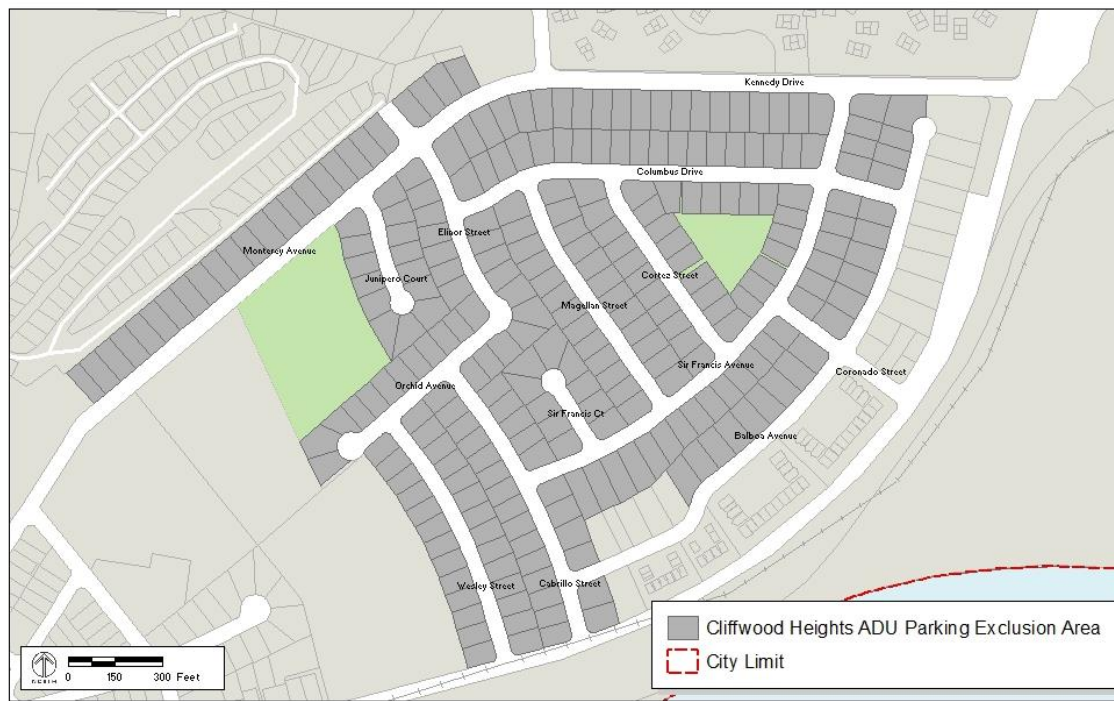 Kennedy Drive
Columbus Drive
Elinor Street
Monterey Avenue
Junipero Court
Cortez Street
Magellan Street
Sir Francis Avenue
Coronado Street
Orchid Avenue
Sir Francis Ct
Balboa Avenue
Wesley Street
Cabrillo Street
NORTH
0 150 300 Feet
Cliffwood Heights ADU Parking Exclusion Area
City Limit